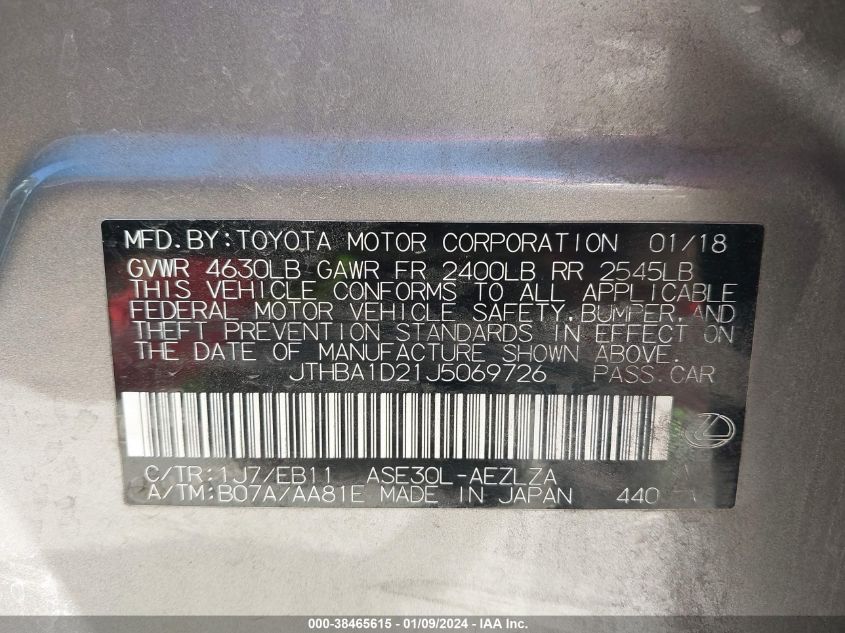 MFD.BY:TOYOTA MOTOR CORPORATION 01/18
GVWR 4630LB GAWR FR 2400LB RR 2545LB
THIS VEHICLE CONFORMS TO ALL APPLICABLE
FEDERAL MOTOR VEHICLE SAFETY, BUMPER, AND
THEFT PREVENTION STANDARDS IN EFFECT ON
THE DATE OF MANUFACTURE SHOWN ABOVE.
JTHBA1D21J5069726 PASS.CAR
C/TR:1J7/EB11 ASE30L-AEZLZA
A/TM:B07A/AA81E MADE IN JAPAN 440
000-38465615 - 01/09/2024 - IAA Inc.